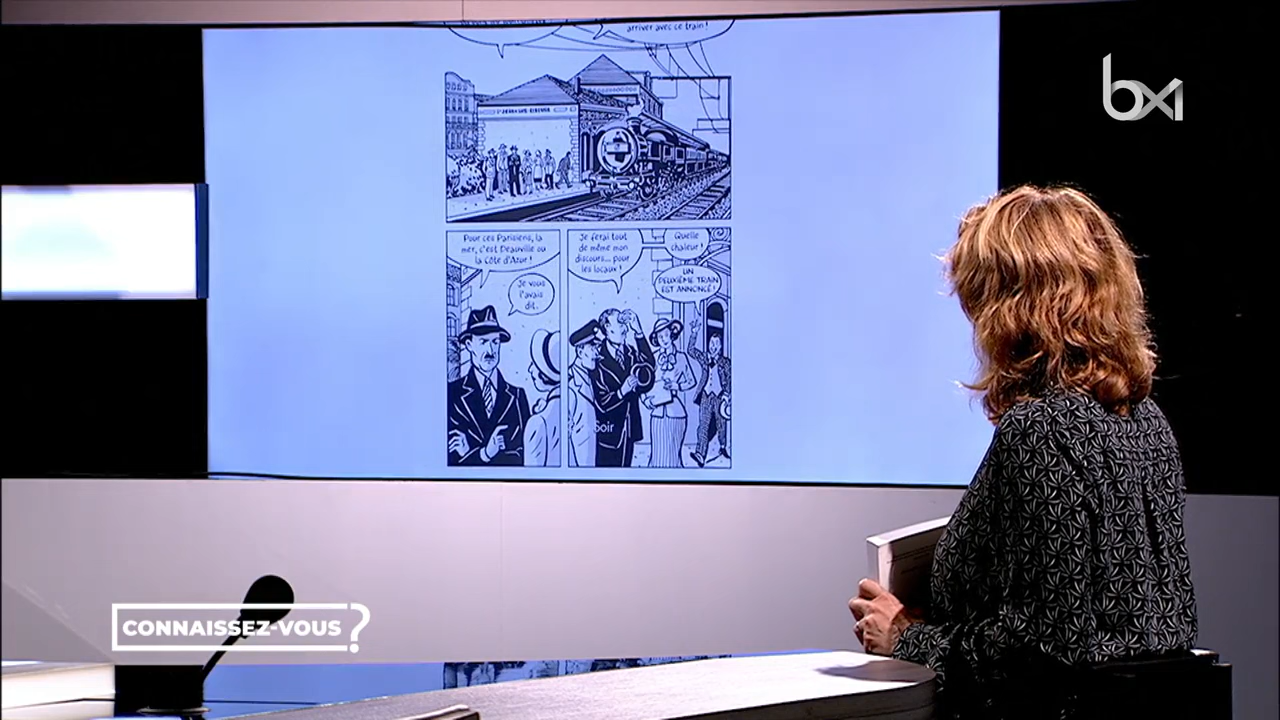 arriver avec ce train !
bx1
Pour ces Parisiens, la
mer, c'est Deauville ou
la Côte d'Azur !
Je vous
l'avais
dit.
Je ferai tout
de même mon
discours... pour
les locaux !
Quelle
chaleur !
UN
DEUXIÈME TRAIN
EST ANNONCÉ !
Soir
CONNAISSEZ-VOUS ?